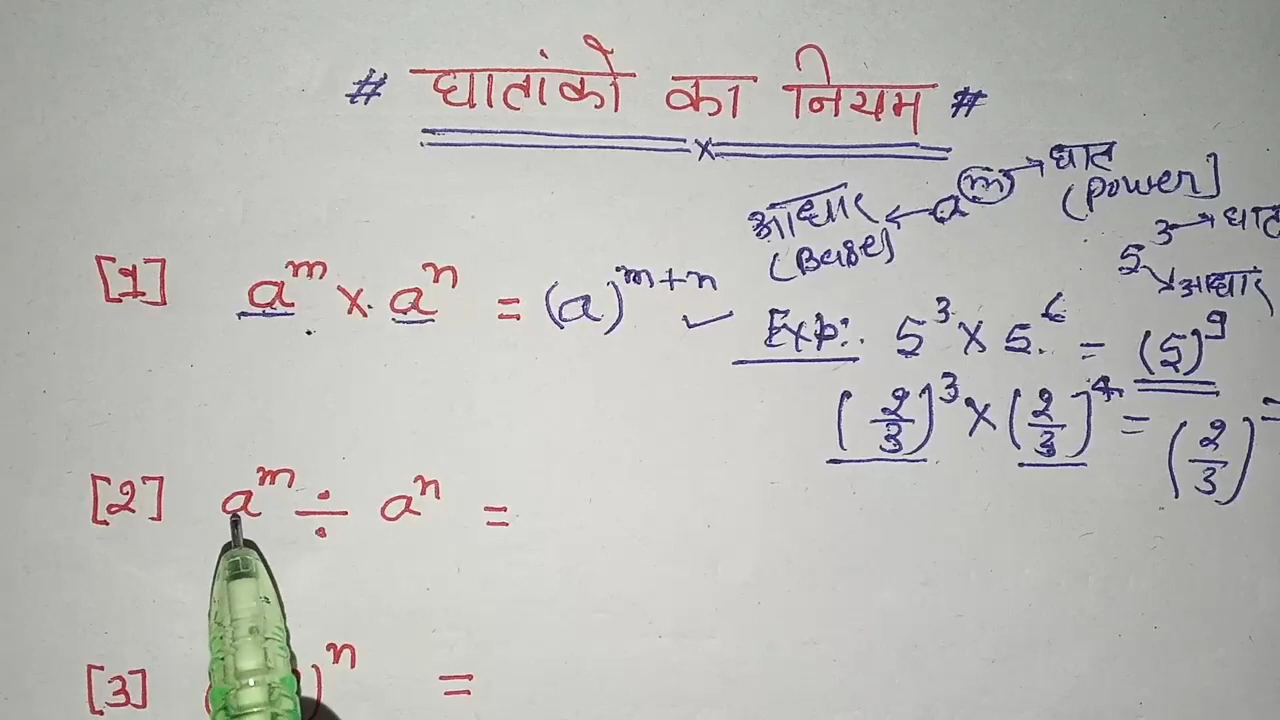 # घातांको का नियम #
आधार (Base) ← a^m → घात (Power)
5^3 → घात
→ आधार
[1] a^m × a^n = (a)^m+n ✓
Exp:. 5^3 × 5^6 = (5)^9
(2/3)^3 × (2/3)^4 = (2/3)
[2] a^m ÷ a^n =
[3] )^n =